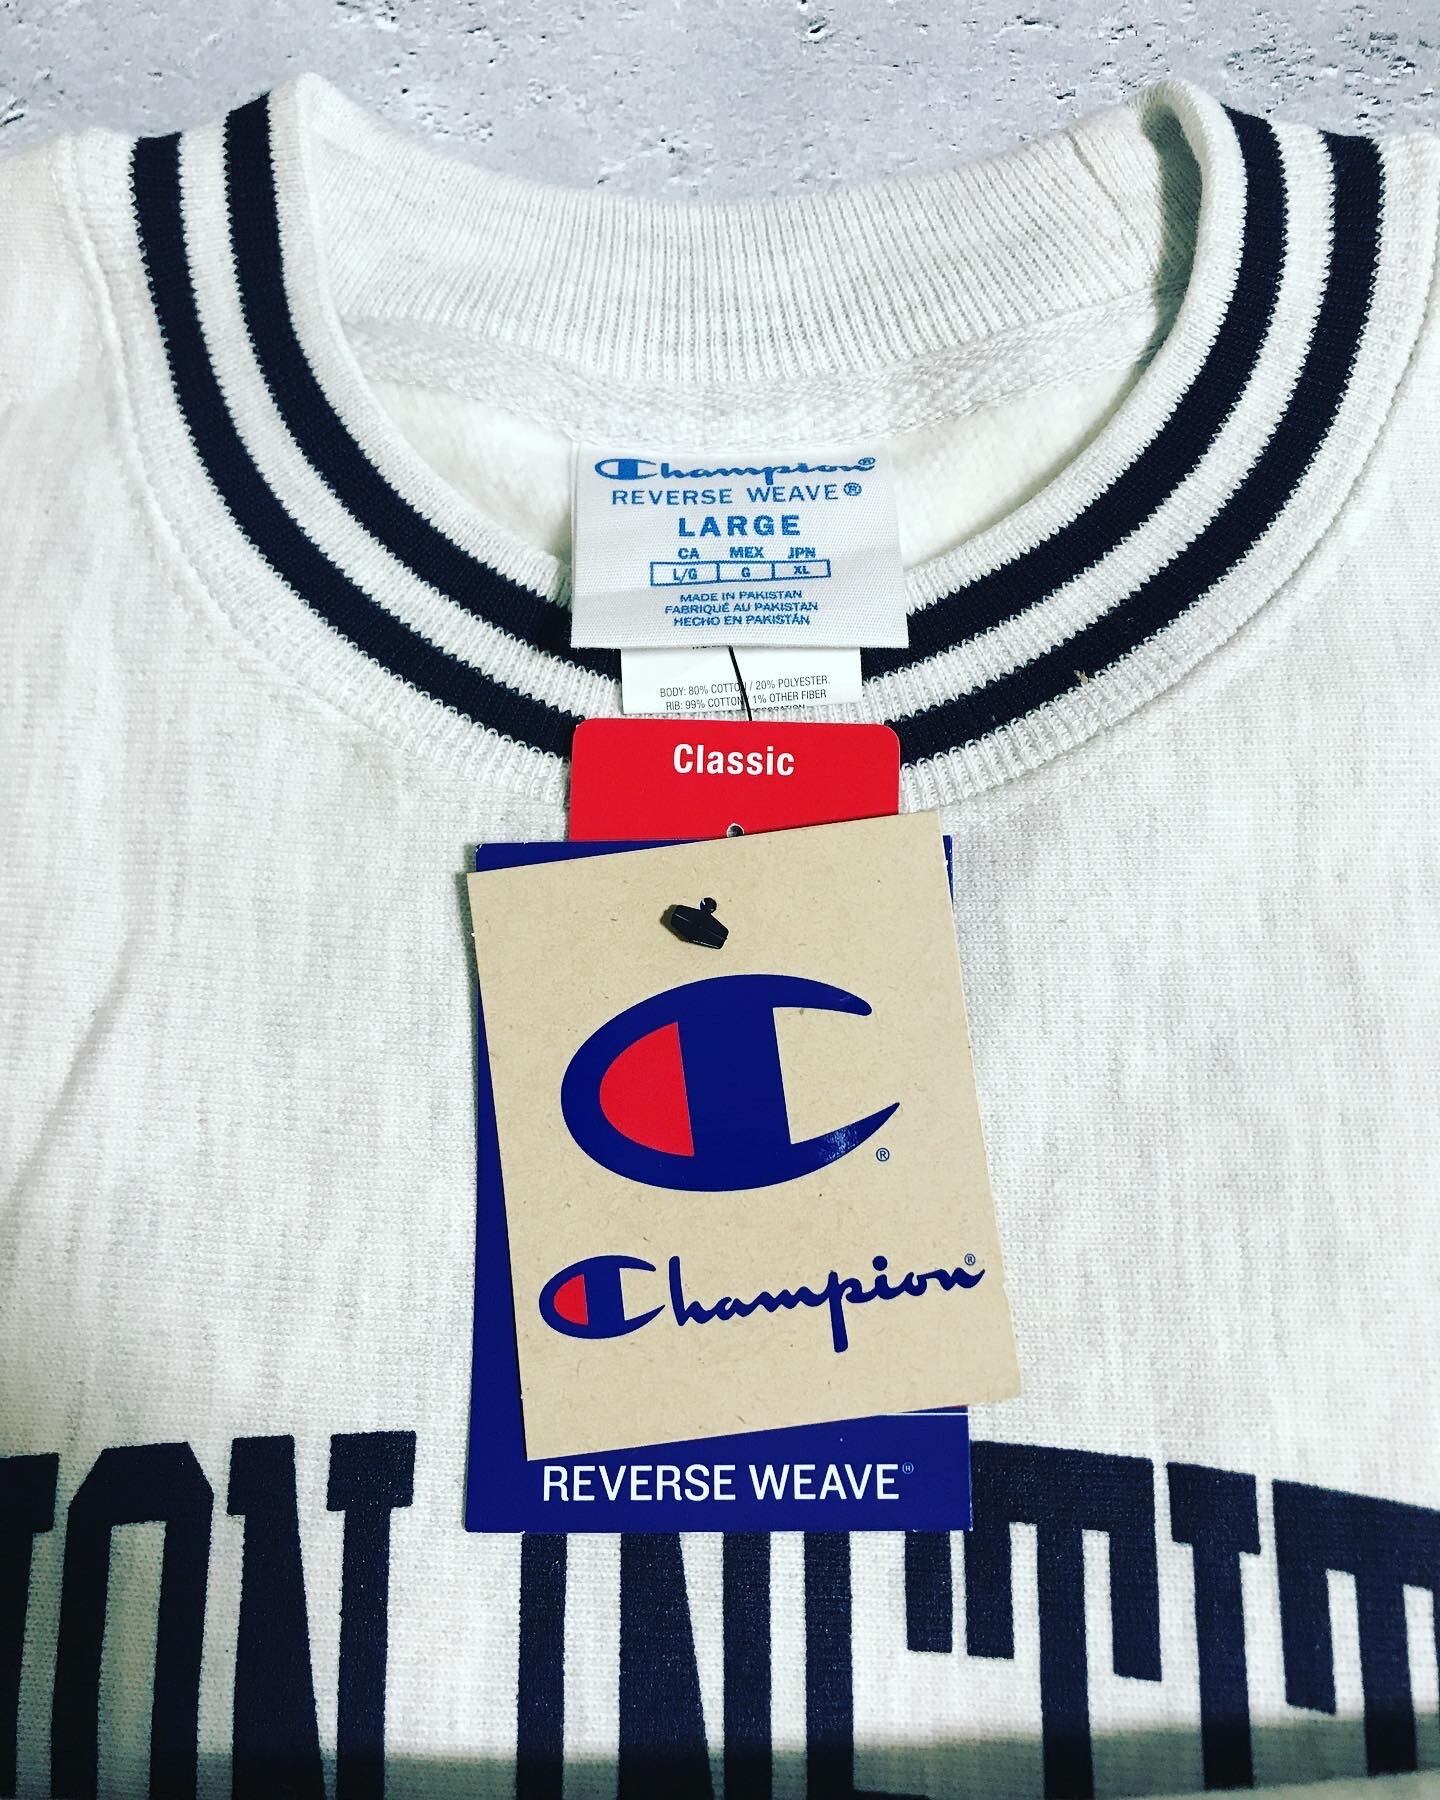 Champion®
REVERSE WEAVE®
LARGE
CA MEX JPN
L/G G XL
MADE IN PAKISTAN
FABRIQUÉ AU PAKISTAN
HECHO EN PAKISTÁN
BODY: 80% COTTON / 20% POLYESTER
RIB: 99% COTTON 1% OTHER FIBER
Classic
®
Champion®
REVERSE WEAVE®